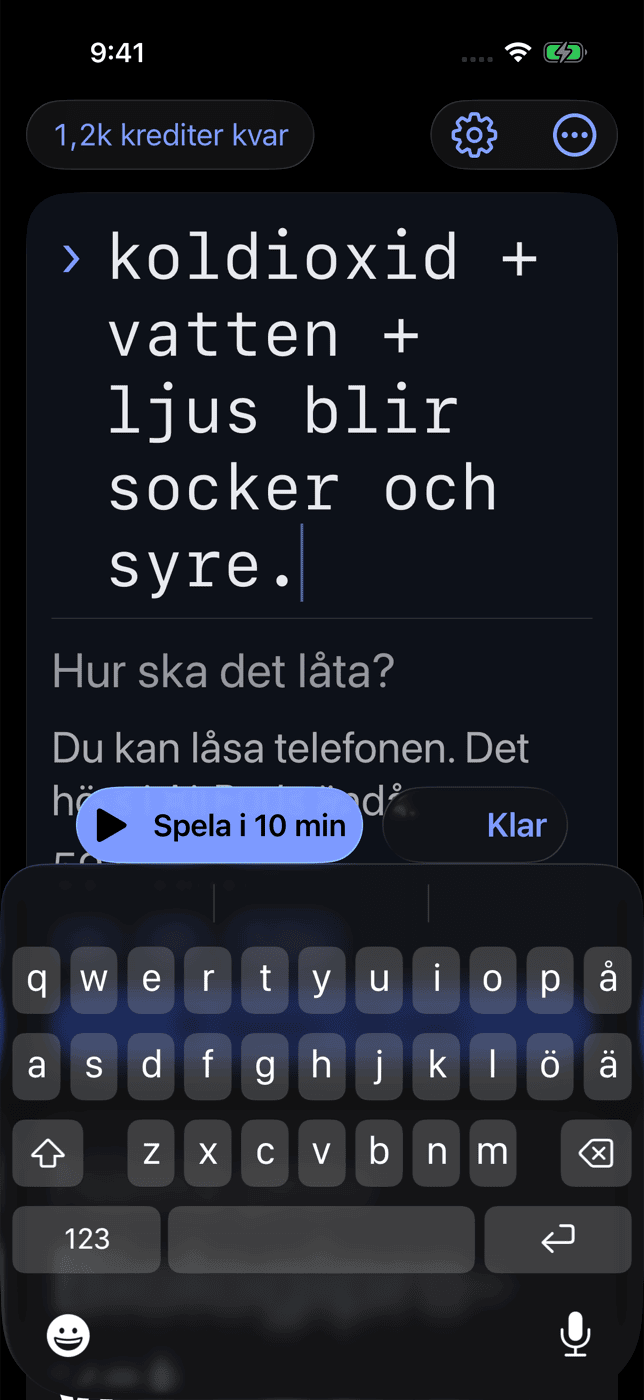 9:41
1,2k krediter kvar
› koldioxid +
vatten +
ljus blir
socker och
syre.
Hur ska det låta?
Du kan låsa telefonen. Det
Spela i 10 min
Klar
q w e r t y u i o p å
a s d f g h j k l ö ä
z x c v b n m
123